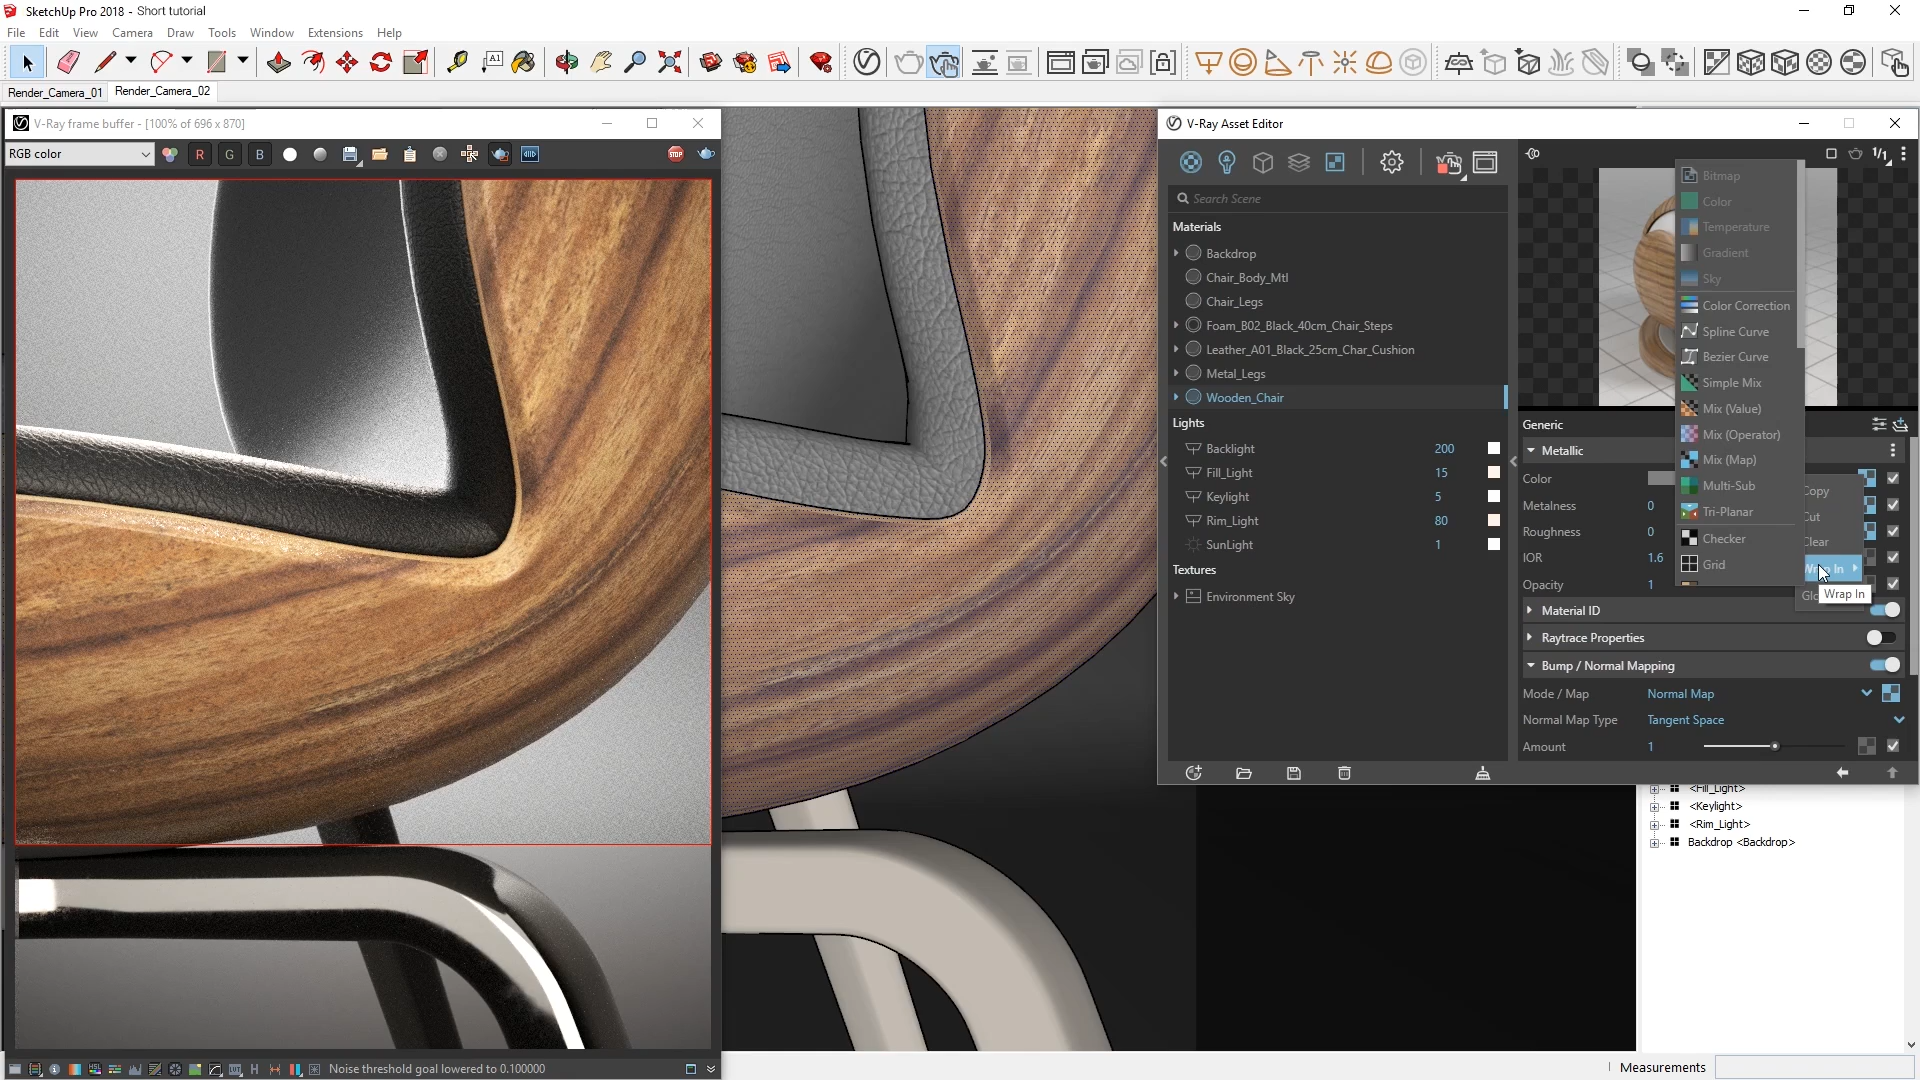 SketchUp Pro 2018 - Short tutorial
File Edit View Camera Draw Tools Window Extensions Help
A1
Render_Camera_01 Render_Camera_02
V-Ray frame buffer - [100% of 696 x 870]
RGB color
R G B
STOP
Noise threshold goal lowered to 0.100000
V-Ray Asset Editor
Search Scene
Materials
Backdrop
Chair_Body_Mtl
Chair_Legs
Foam_B02_Black_40cm_Chair_Steps
Leather_A01_Black_25cm_Char_Cushion
Metal_Legs
Wooden_Chair
Lights
Backlight 200
Fill_Light 15
Keylight 5
Rim_Light 80
SunLight 1
Textures
Environment Sky
1/1
Bitmap
Color
Temperature
Gradient
Sky
Color Correction
Spline Curve
Bezier Curve
Simple Mix
Mix (Value)
Mix (Operator)
Mix (Map)
Multi-Sub
Tri-Planar
Checker
Grid
Copy
Cut
Clear
Wrap In
Wrap In
Generic
Metallic
Color
Metalness 0
Roughness 0
IOR 1.6
Opacity 1
Material ID
Raytrace Properties
Bump / Normal Mapping
Mode / Map Normal Map
Normal Map Type Tangent Space
Amount 1
<Fill_Light>
<Keylight>
<Rim_Light>
Backdrop <Backdrop>
Measurements